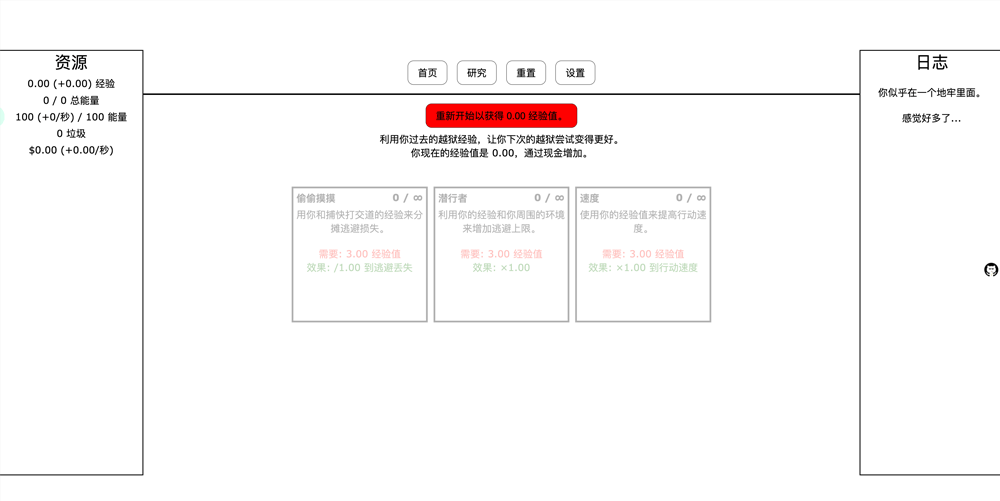 资源
0.00 (+0.00) 经验
0 / 0 总能量
100 (+0/秒) / 100 能量
0 垃圾
$0.00 (+0.00/秒)
首页
研究
重置
设置
重新开始以获得 0.00 经验值。
利用你过去的越狱经验，让你下次的越狱尝试变得更好。
你现在的经验值是 0.00，通过现金增加。
偷偷摸摸 0 / ∞
用你和捕快打交道的经验来分
摊逃避损失。
需要: 3.00 经验值
效果: /1.00 到逃避丢失
潜行者 0 / ∞
利用你的经验和你周围的环境
来增加逃避上限。
需要: 3.00 经验值
效果: ×1.00
速度 0 / ∞
使用你的经验值来提高行动速
度。
需要: 3.00 经验值
效果: ×1.00 到行动速度
日志
你似乎在一个地牢里面。
感觉好多了...